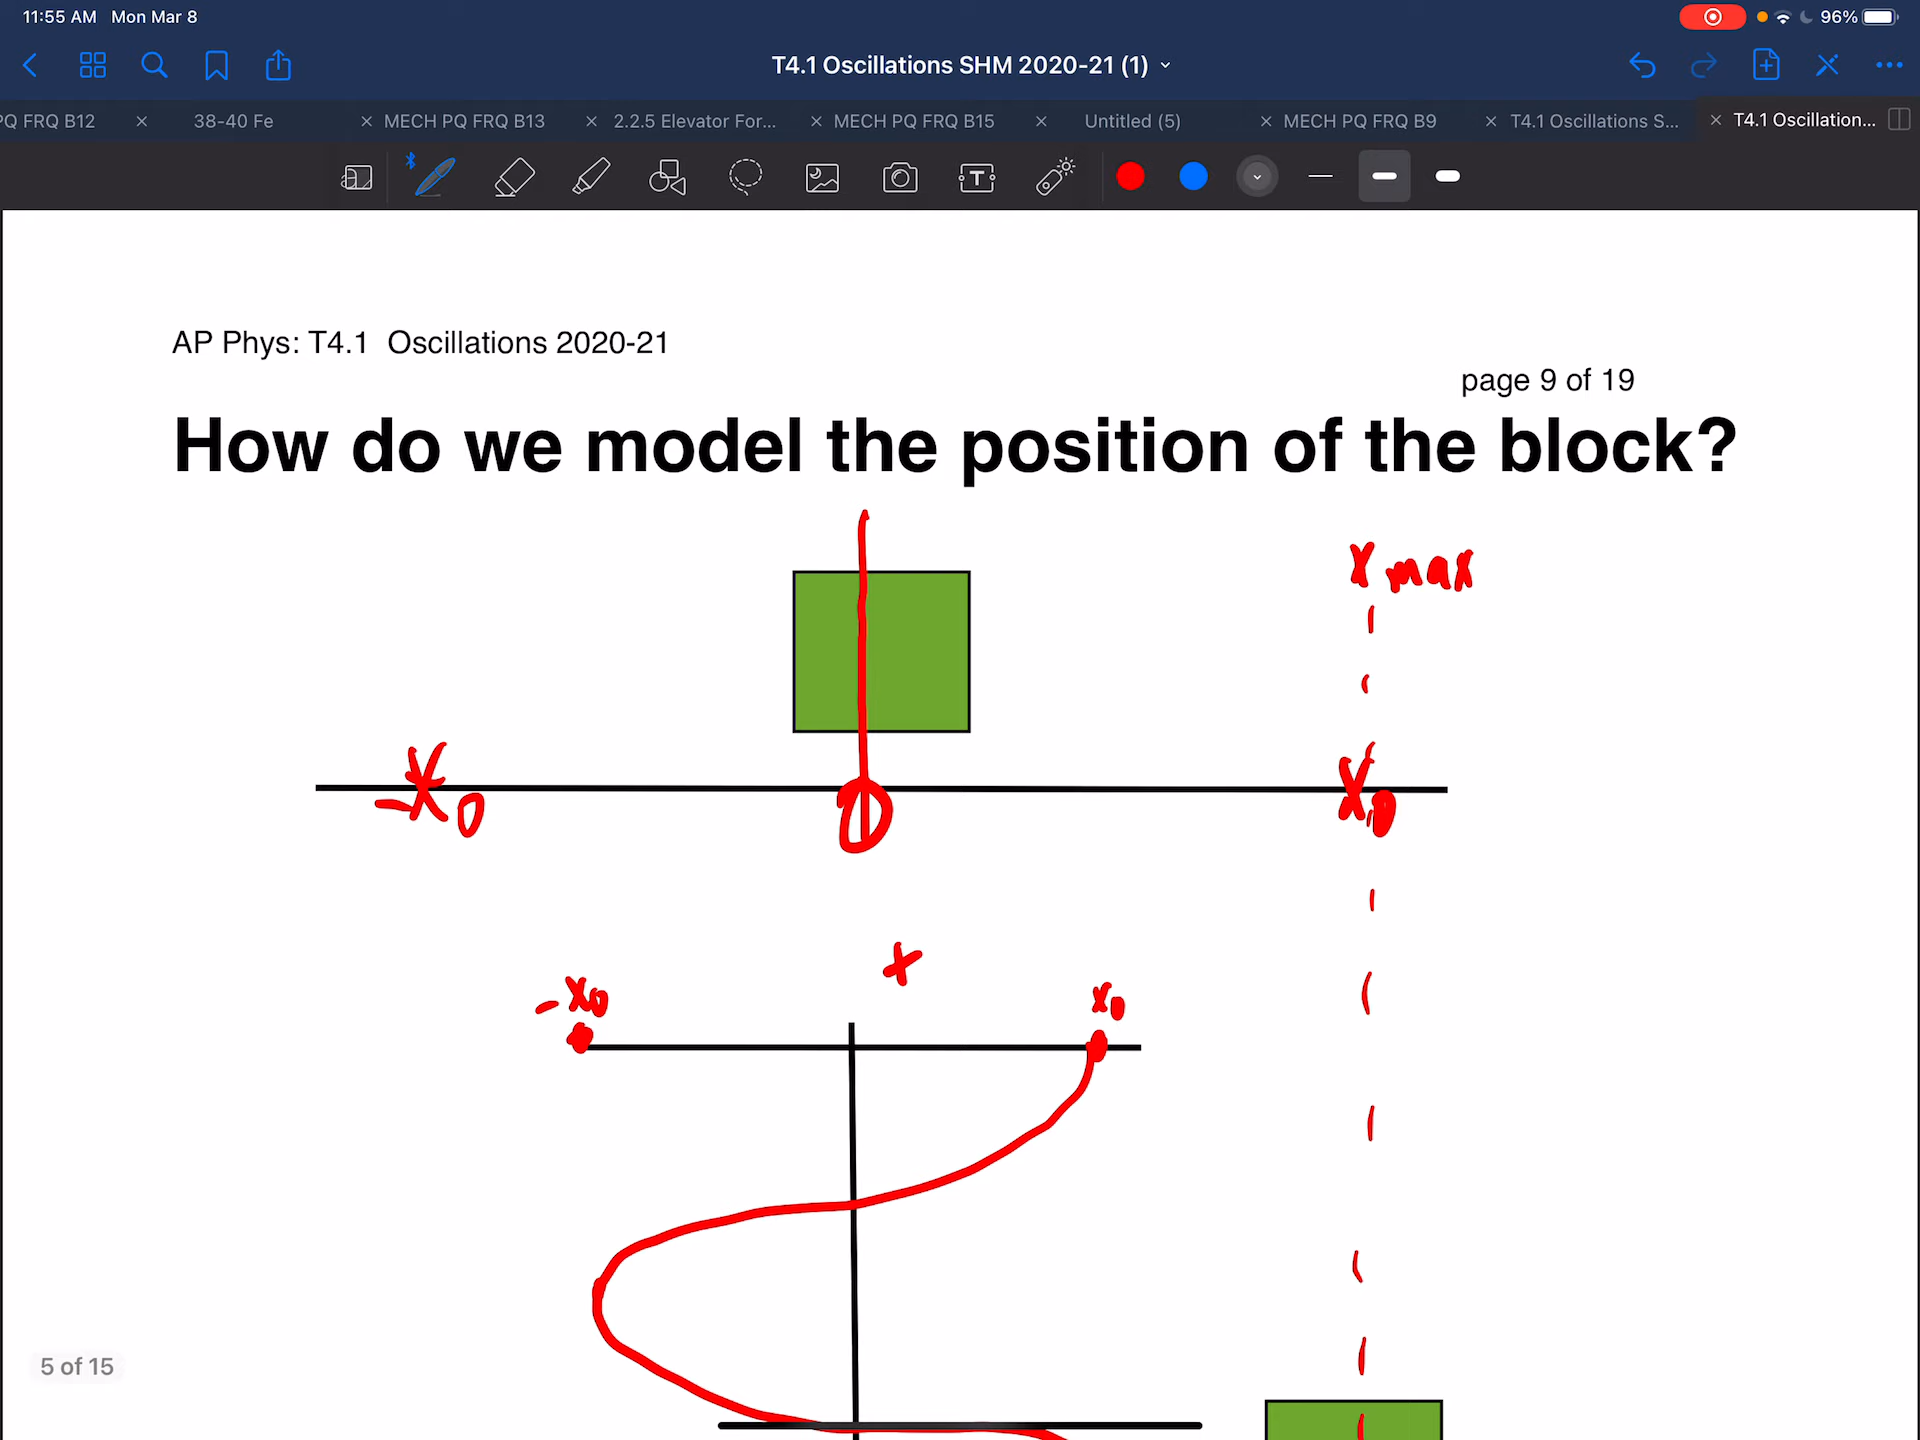 11:55 AM Mon Mar 8
96%
T4.1 Oscillations SHM 2020-21 (1)
PQ FRQ B12
38-40 Fe
MECH PQ FRQ B13
2.2.5 Elevator For...
MECH PQ FRQ B15
Untitled (5)
MECH PQ FRQ B9
T4.1 Oscillations S...
T4.1 Oscillation...
T
AP Phys: T4.1 Oscillations 2020-21
page 9 of 19
How do we model the position of the block?
x max
-x0
0
x0
x
-x0
x0
5 of 15